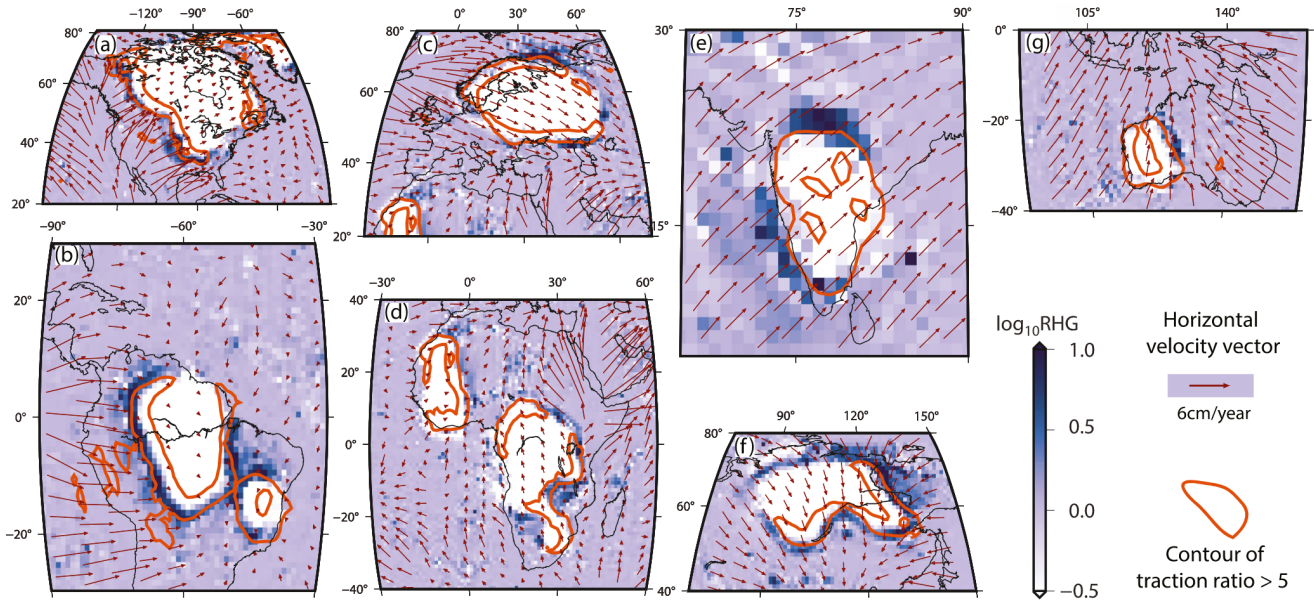 −120° −90° −60°
(a)
80°
60°
40°
20°
0° 30° 60°
(c)
80°
60°
40°
20°
75° 90°
(e)
30°
15°
105° 140°
(g)
0°
−20°
−40°
−90° −60° −30°
(b)
20°
0°
−20°
−30° 0° 30° 60°
(d)
40°
20°
0°
−20°
40°
90° 120° 150°
(f)
80°
60°
40°
log10RHG
1.0
0.5
0.0
−0.5
Horizontal
velocity vector
6cm/year
Contour of
traction ratio > 5